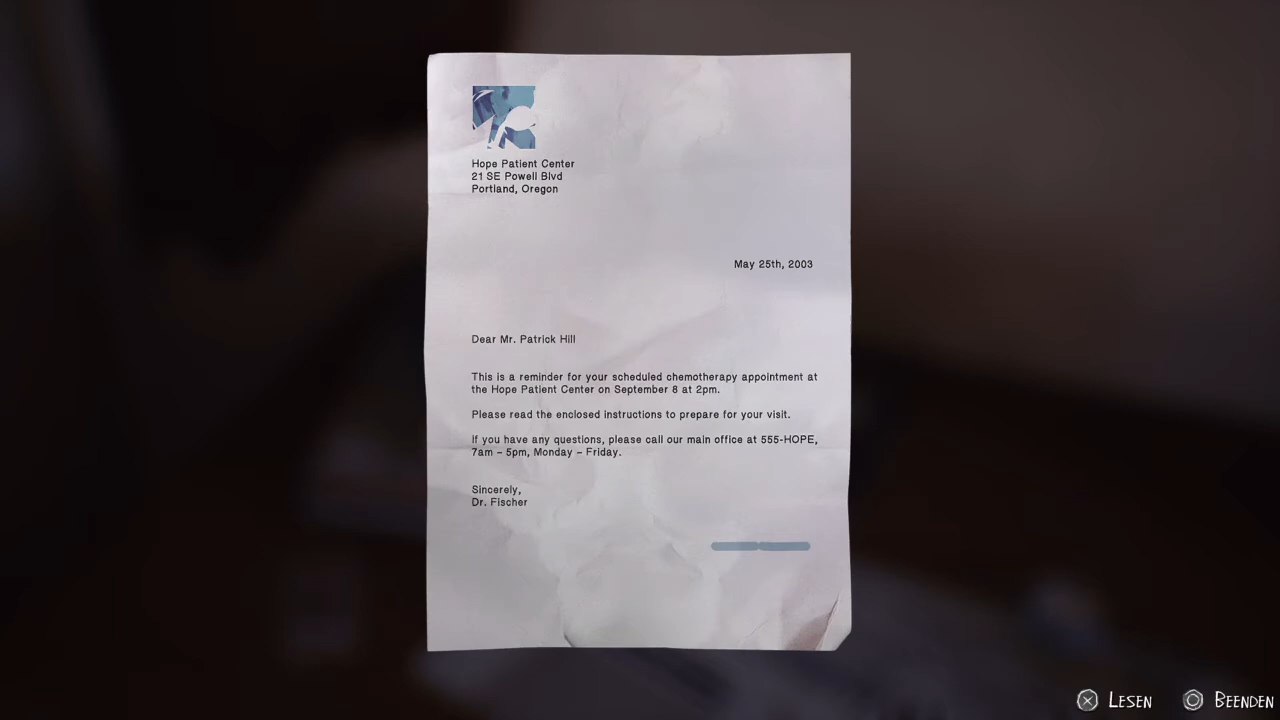 Hope Patient Center
21 SE Powell Blvd
Portland, Oregon
May 25th, 2003
Dear Mr. Patrick Hill
This is a reminder for your scheduled chemotherapy appointment at
the Hope Patient Center on September 8 at 2pm.
Please read the enclosed instructions to prepare for your visit.
If you have any questions, please call our main office at 555-HOPE,
7am – 5pm, Monday – Friday.
Sincerely,
Dr. Fischer
LESEN BEENDEN